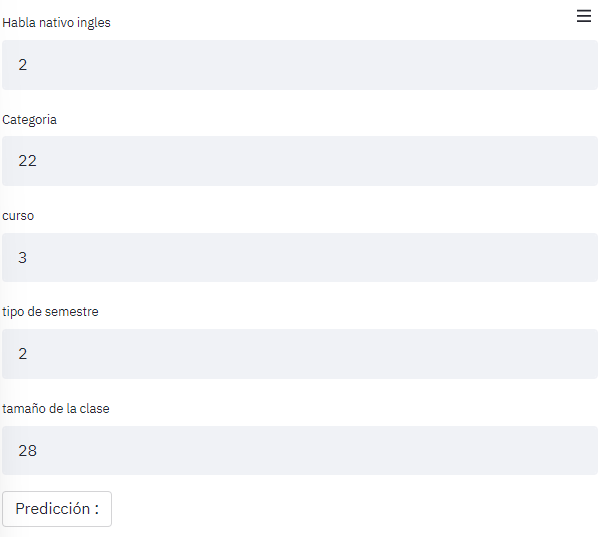 Habla nativo ingles
2
Categoria
22
curso
3
tipo de semestre
2
tamaño de la clase
28
Predicción :